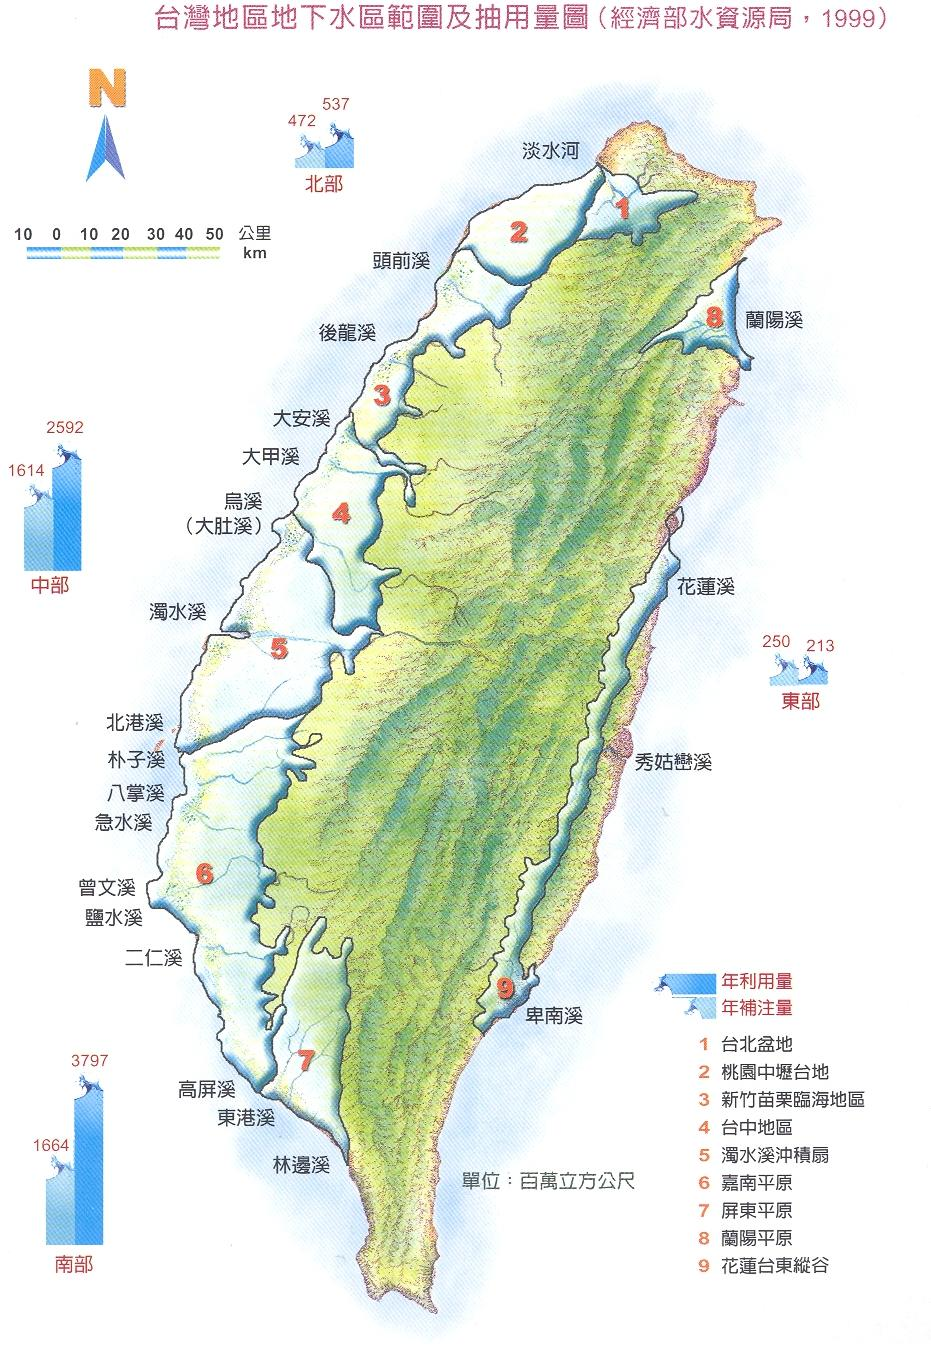 台灣地區地下水區範圍及抽用量圖（經濟部水資源局，1999）
N
472
537
北部
10 0 10 20 30 40 50 公里
km
淡水河
1
2
頭前溪
8
蘭陽溪
後龍溪
3
大安溪
大甲溪
2592
1614
中部
烏溪
（大肚溪）
4
花蓮溪
濁水溪
5
250
213
東部
北港溪
朴子溪
秀姑巒溪
八掌溪
急水溪
6
曾文溪
鹽水溪
二仁溪
9
卑南溪
7
高屏溪
東港溪
林邊溪
3797
1664
南部
年利用量
年補注量
1 台北盆地
2 桃園中壢台地
3 新竹苗栗臨海地區
4 台中地區
5 濁水溪沖積扇
6 嘉南平原
7 屏東平原
8 蘭陽平原
9 花蓮台東縱谷
單位：百萬立方公尺